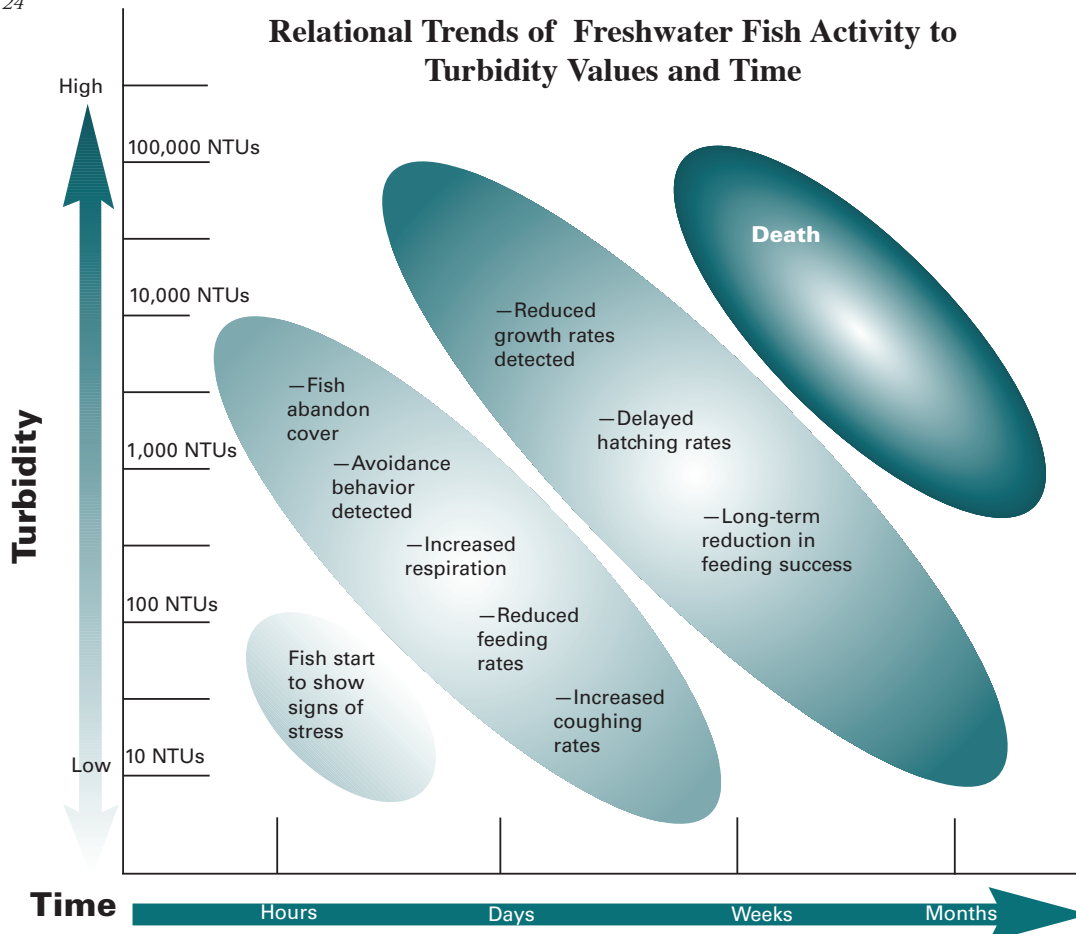 24
Relational Trends of Freshwater Fish Activity to
Turbidity Values and Time
High
100,000 NTUs
Death
10,000 NTUs
—Reduced
growth rates
detected
—Fish
abandon
cover
—Delayed
hatching rates
1,000 NTUs
—Avoidance
behavior
detected
Turbidity
—Long-term
reduction in
feeding success
—Increased
respiration
100 NTUs
—Reduced
feeding
rates
Fish start
to show
signs of
stress
—Increased
coughing
rates
Low
10 NTUs
Time
Hours
Days
Weeks
Months